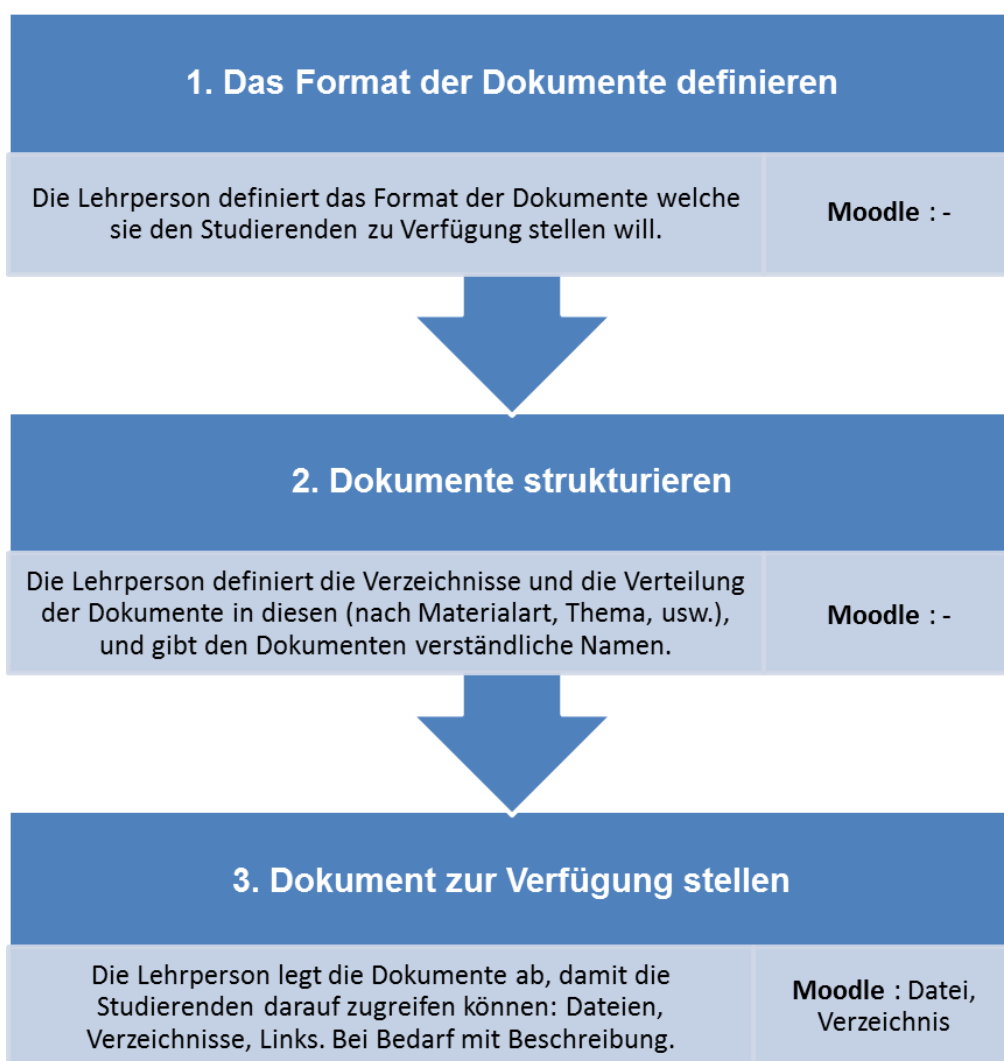 1. Das Format der Dokumente definieren
Die Lehrperson definiert das Format der Dokumente welche
sie den Studierenden zu Verfügung stellen will.
Moodle : -
2. Dokumente strukturieren
Die Lehrperson definiert die Verzeichnisse und die Verteilung
der Dokumente in diesen (nach Materialart, Thema, usw.),
und gibt den Dokumenten verständliche Namen.
Moodle : -
3. Dokument zur Verfügung stellen
Die Lehrperson legt die Dokumente ab, damit die
Studierenden darauf zugreifen können: Dateien,
Verzeichnisse, Links. Bei Bedarf mit Beschreibung.
Moodle : Datei,
Verzeichnis